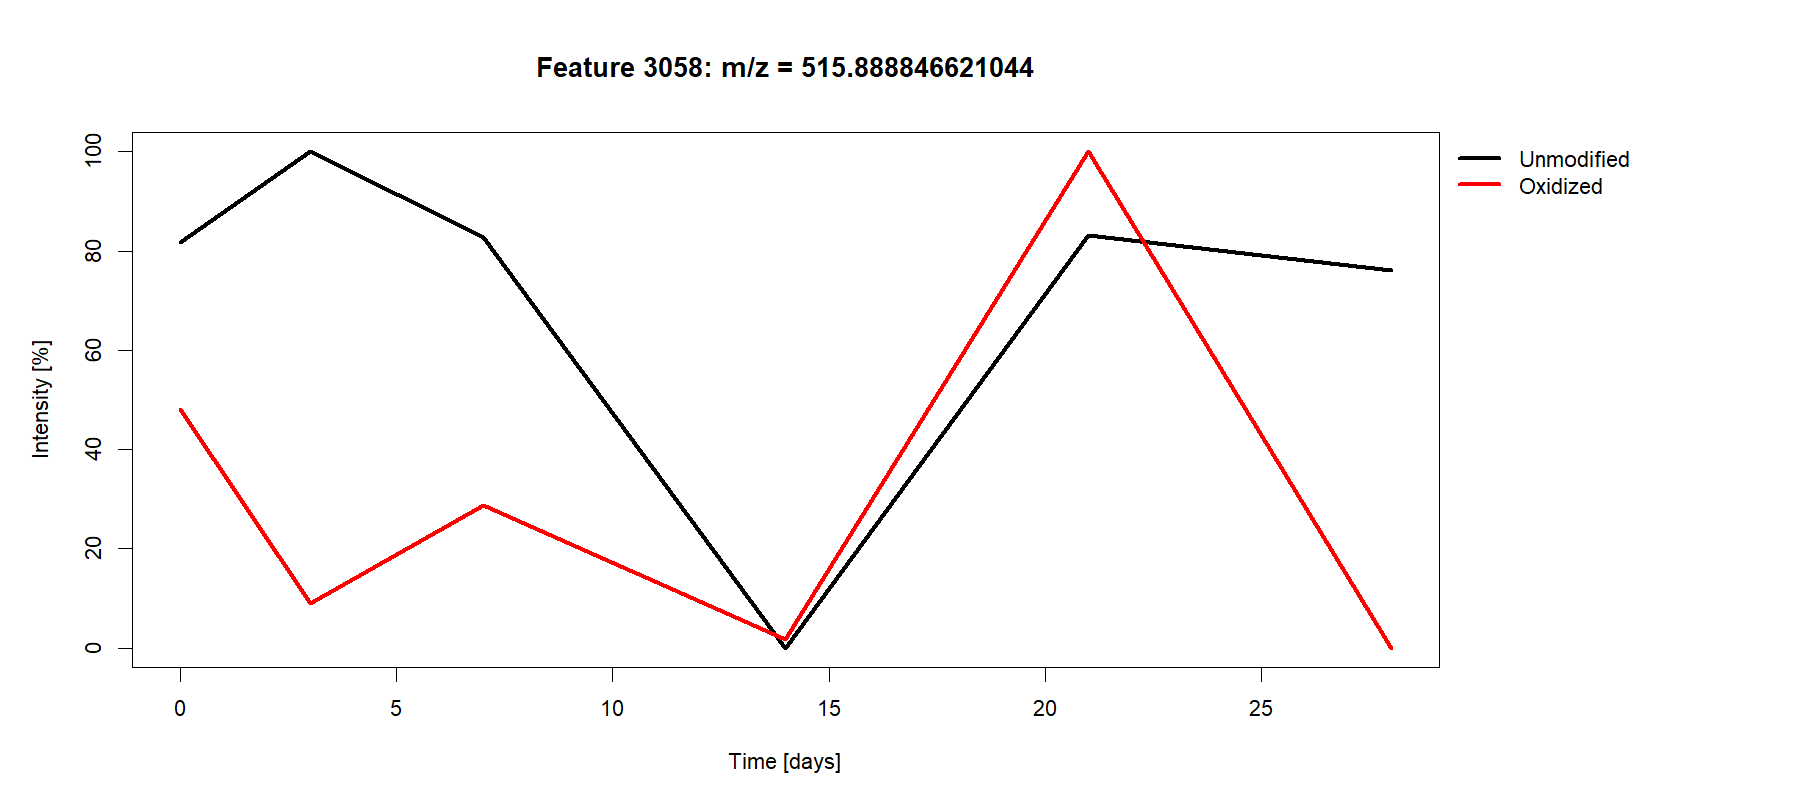 Feature 3058: m/z = 515.888846621044
Unmodified
Oxidized
Intensity [%]
100
80
60
40
20
0
0 5 10 15 20 25
Time [days]